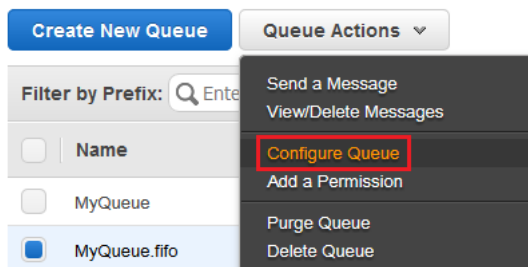 Create New Queue
Queue Actions
Filter by Prefix: Ente
Send a Message
View/Delete Messages
Name
Configure Queue
Add a Permission
MyQueue
Purge Queue
MyQueue.fifo
Delete Queue